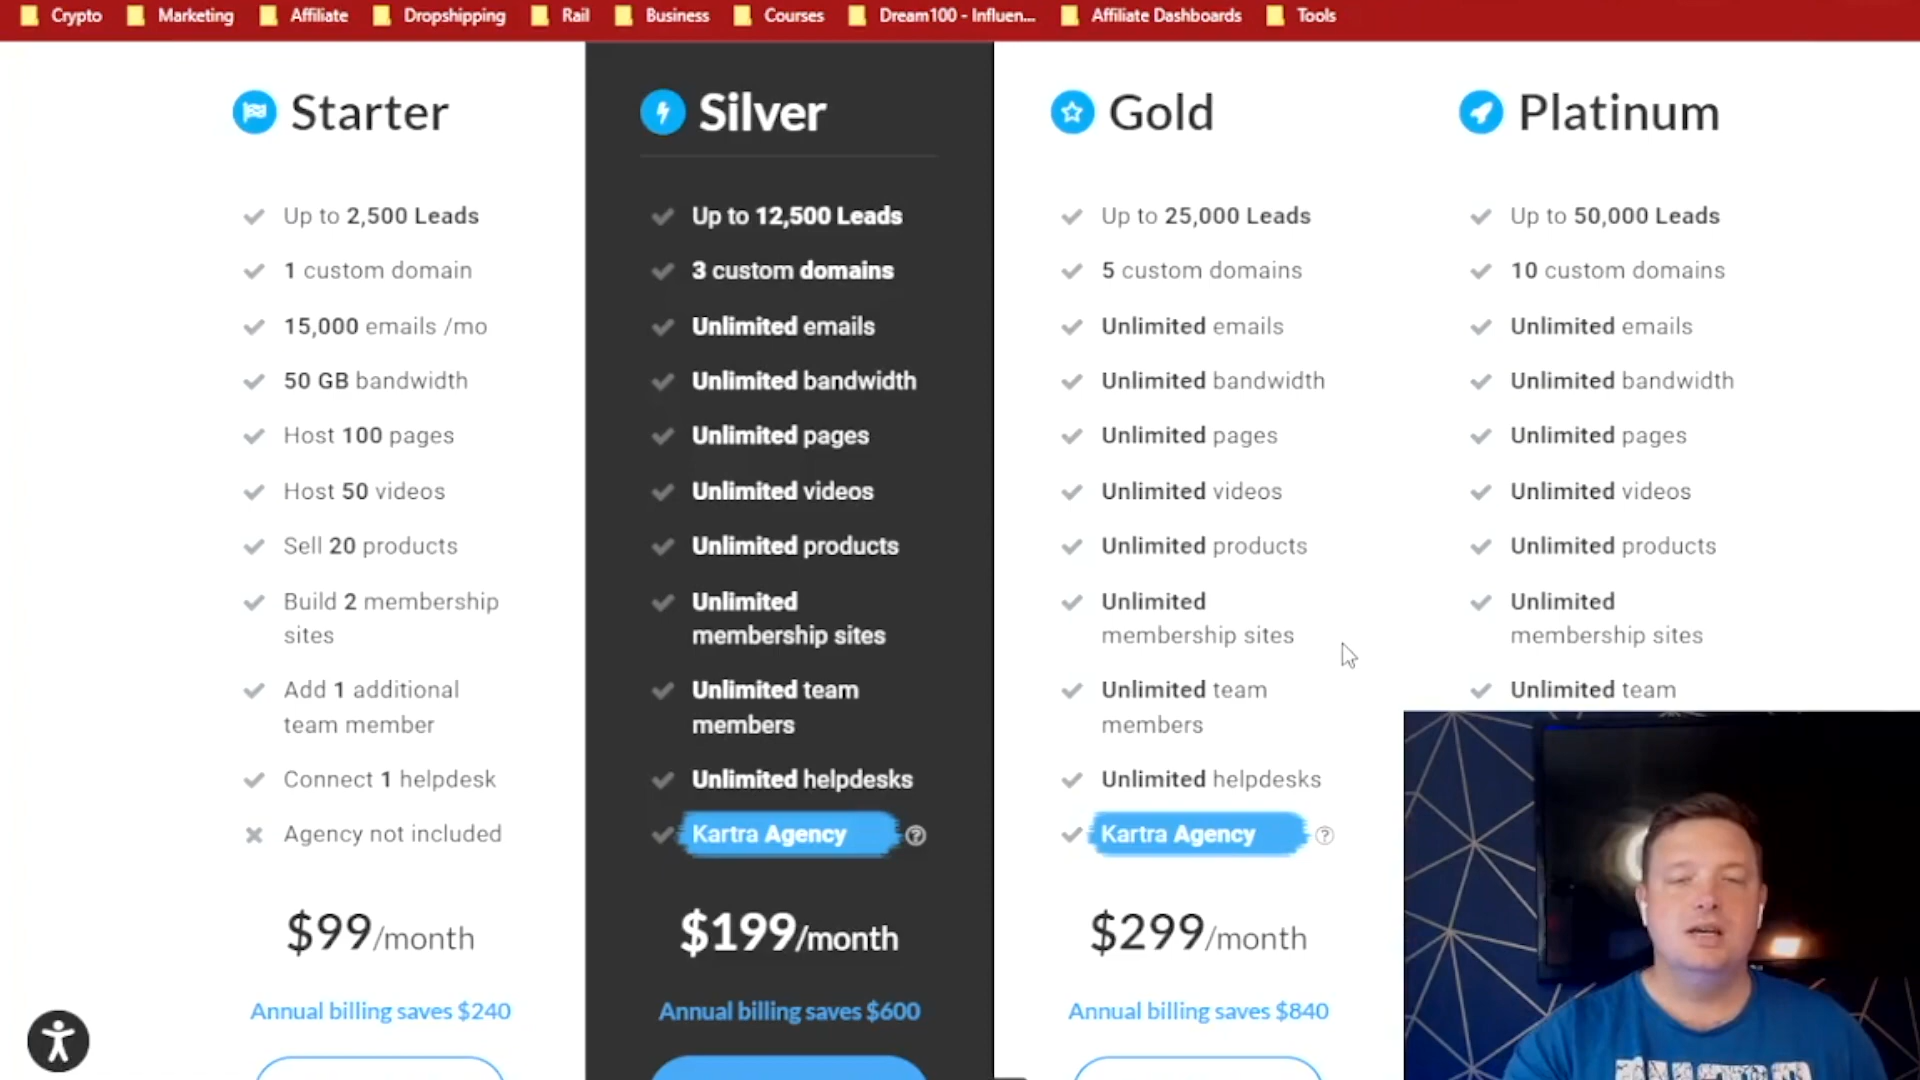 Crypto Marketing Affiliate Dropshipping Rail Business Courses Dream100 - Influen... Affiliate Dashboards Tools
Starter
Up to 2,500 Leads
1 custom domain
15,000 emails /mo
50 GB bandwidth
Host 100 pages
Host 50 videos
Sell 20 products
Build 2 membership
sites
Add 1 additional
team member
Connect 1 helpdesk
Agency not included
$99/month
Annual billing saves $240
Silver
Up to 12,500 Leads
3 custom domains
Unlimited emails
Unlimited bandwidth
Unlimited pages
Unlimited videos
Unlimited products
Unlimited
membership sites
Unlimited team
members
Unlimited helpdesks
Kartra Agency ?
$199/month
Annual billing saves $600
Gold
Up to 25,000 Leads
5 custom domains
Unlimited emails
Unlimited bandwidth
Unlimited pages
Unlimited videos
Unlimited products
Unlimited
membership sites
Unlimited team
members
Unlimited helpdesks
Kartra Agency ?
$299/month
Annual billing saves $840
Platinum
Up to 50,000 Leads
10 custom domains
Unlimited emails
Unlimited bandwidth
Unlimited pages
Unlimited videos
Unlimited products
Unlimited
membership sites
Unlimited team